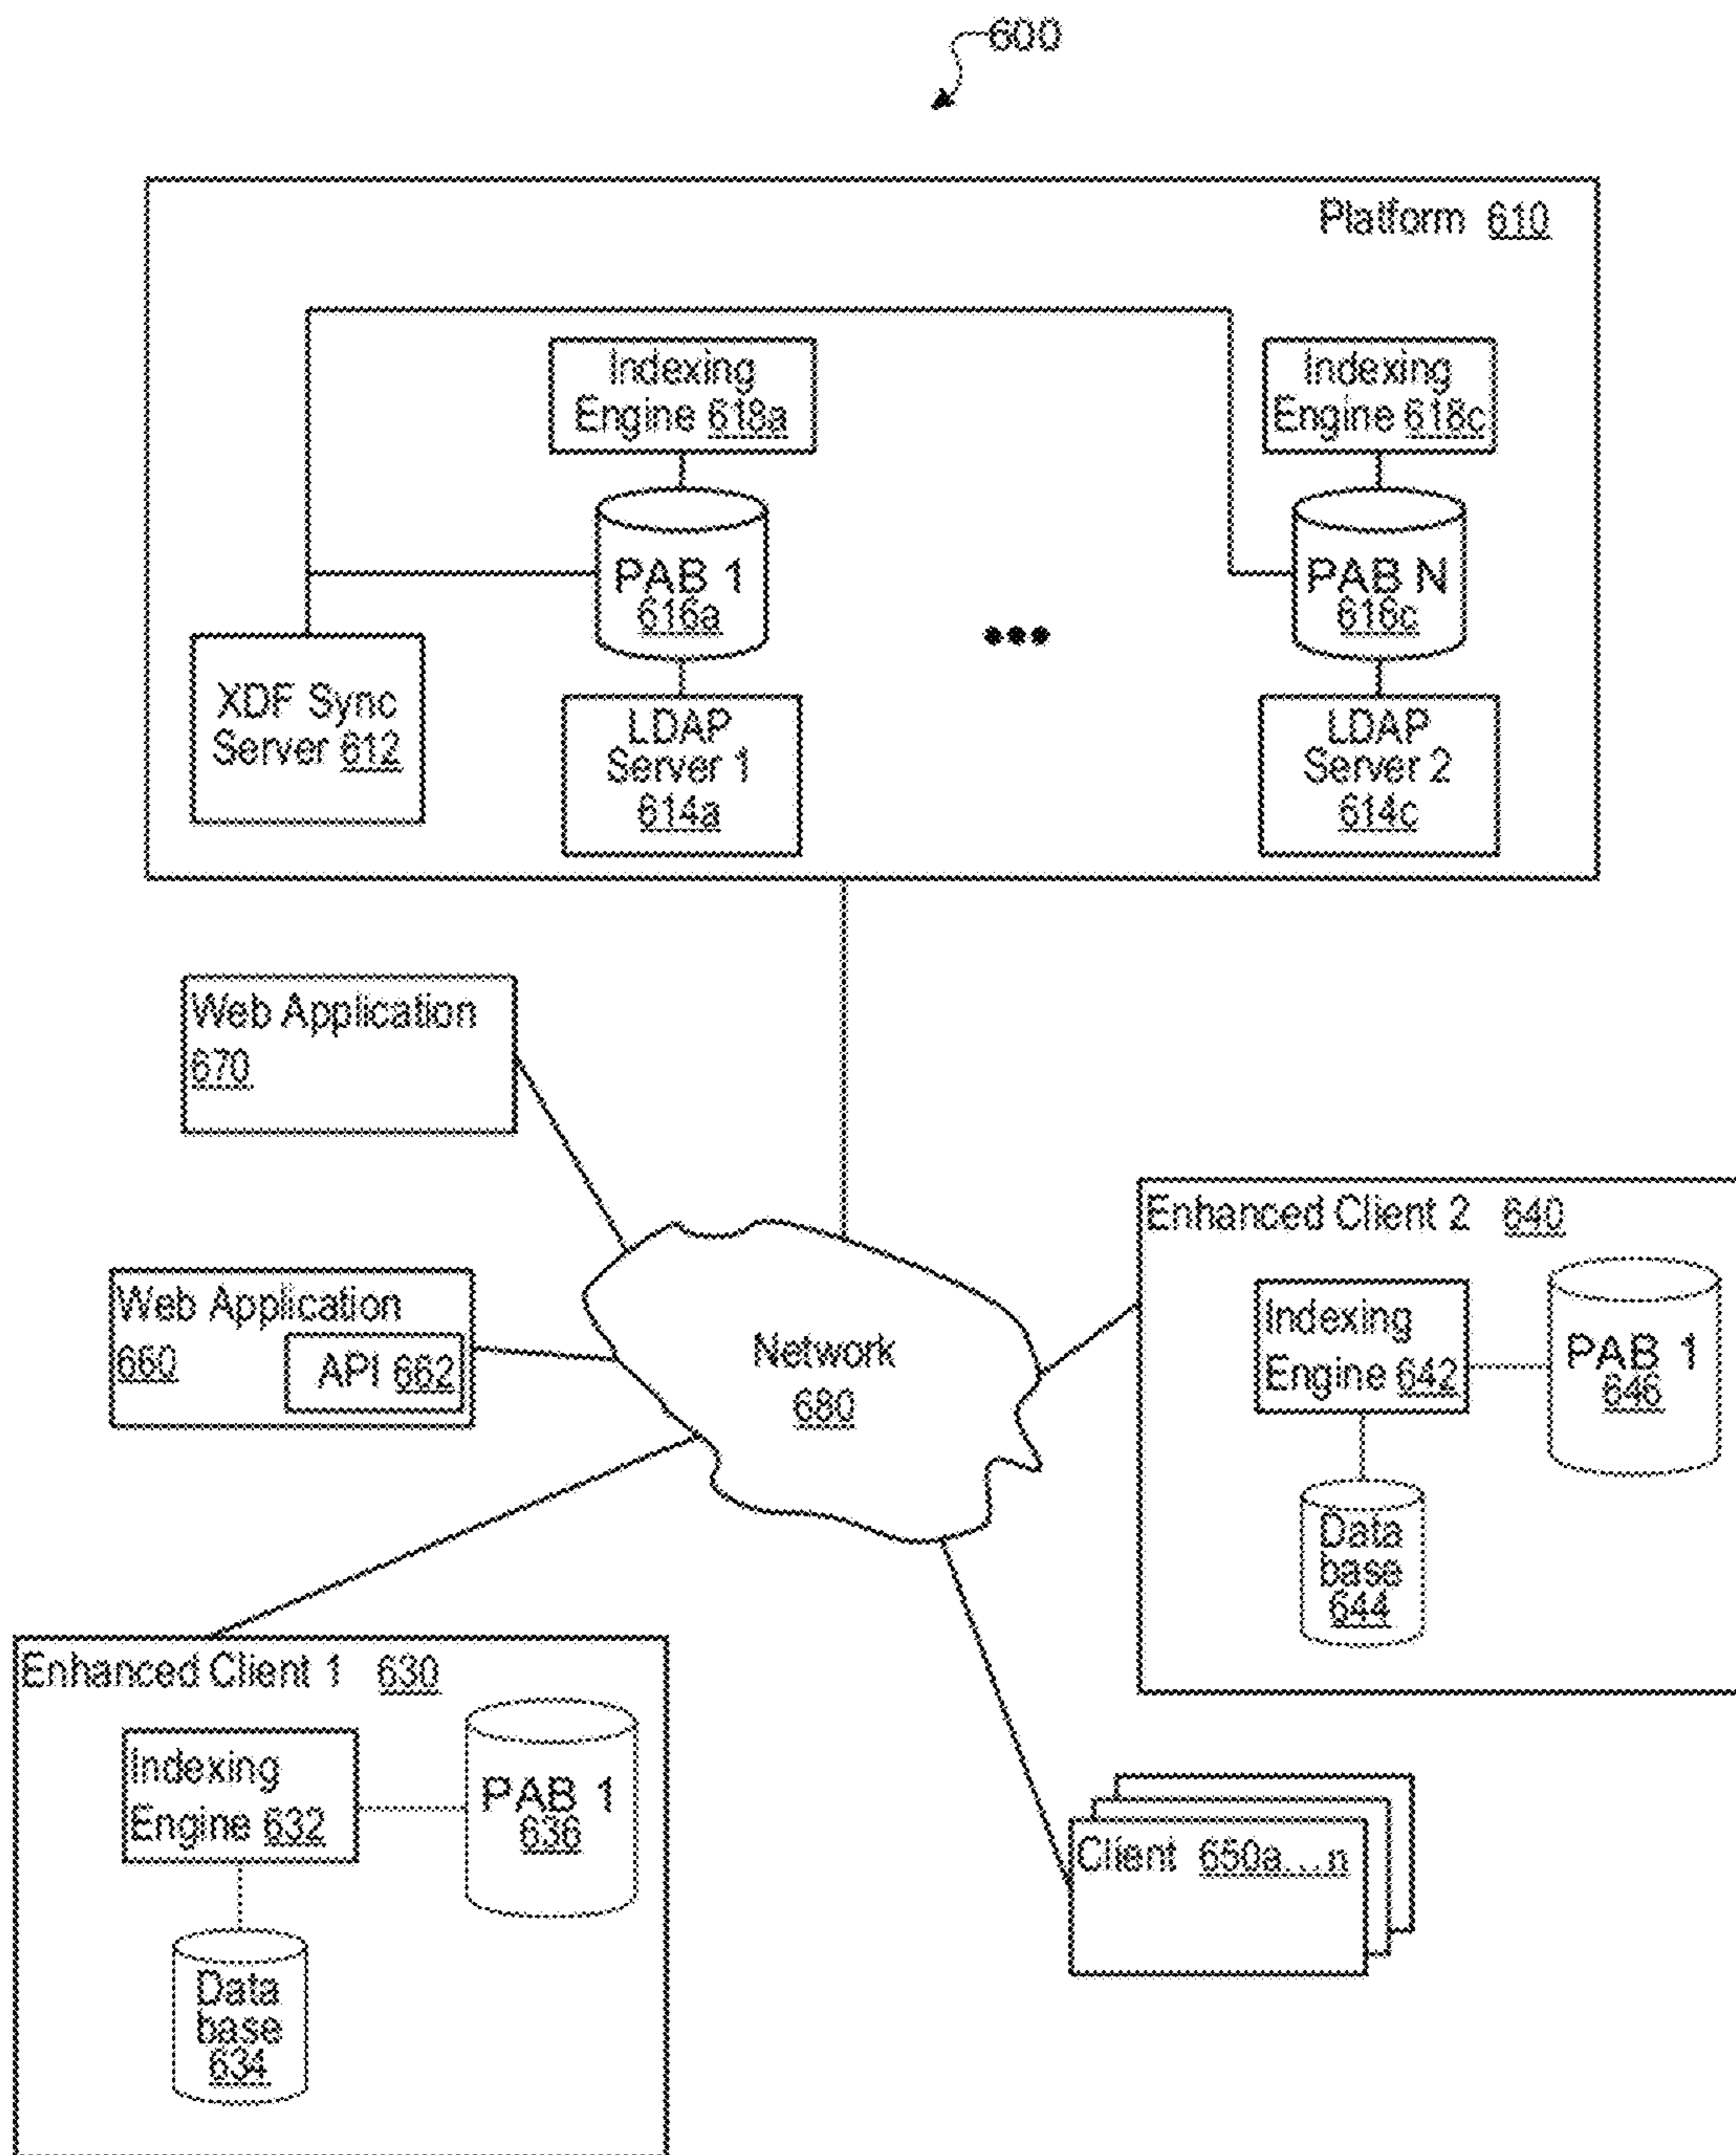 600
Platform 610
Indexing
Engine 618a
Indexing
Engine 618c
PAB 1
616a
PAB N
616c
XDF Sync
Server 612
LDAP
Server 1
614a
LDAP
Server 2
614c
Web Application
670
Web Application
660
API 662
Network
680
Enhanced Client 2 640
Indexing
Engine 642
PAB 1
646
Data
base
644
Enhanced Client 1 630
Indexing
Engine 632
PAB 1
636
Data
base
634
Client 650a...n